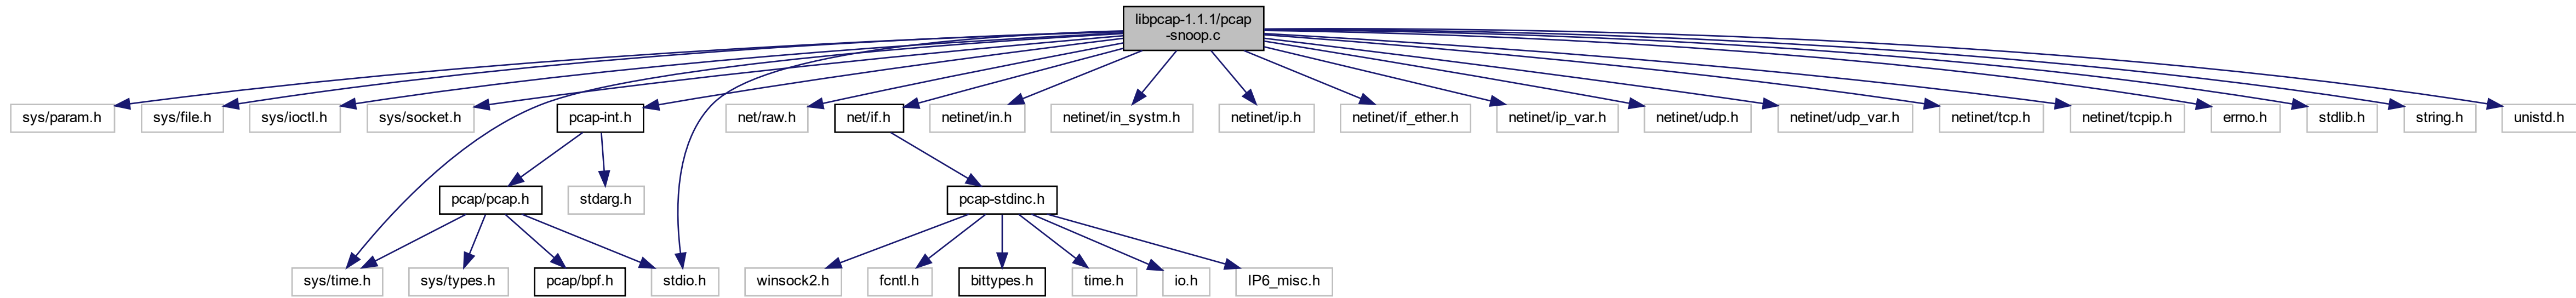 libpcap-1.1.1/pcap
-snoop.c
sys/param.h
sys/file.h
sys/ioctl.h
sys/socket.h
pcap-int.h
net/raw.h
net/if.h
netinet/in.h
netinet/in_systm.h
netinet/ip.h
netinet/if_ether.h
netinet/ip_var.h
netinet/udp.h
netinet/udp_var.h
netinet/tcp.h
netinet/tcpip.h
errno.h
stdlib.h
string.h
unistd.h
pcap/pcap.h
stdarg.h
pcap-stdinc.h
sys/time.h
sys/types.h
pcap/bpf.h
stdio.h
winsock2.h
fcntl.h
bittypes.h
time.h
io.h
IP6_misc.h